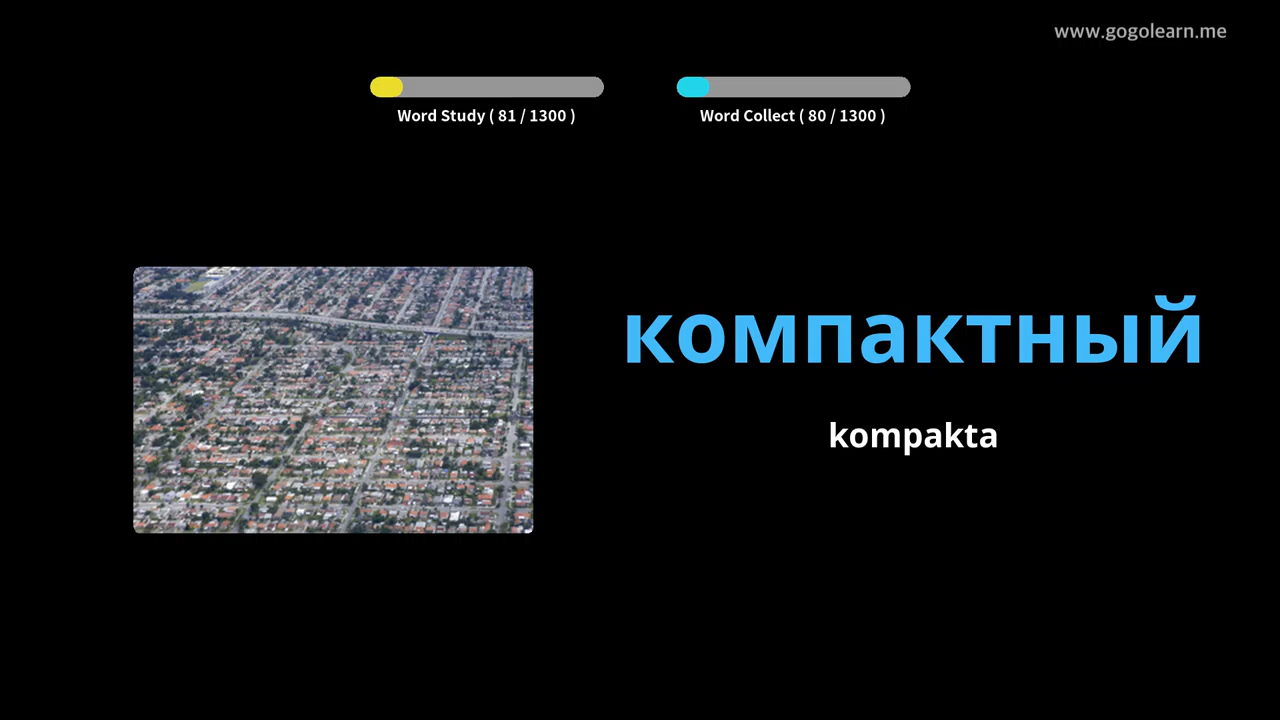 www.gogolearn.me
Word Study ( 81 / 1300 )
Word Collect ( 80 / 1300 )
компактный
kompakta